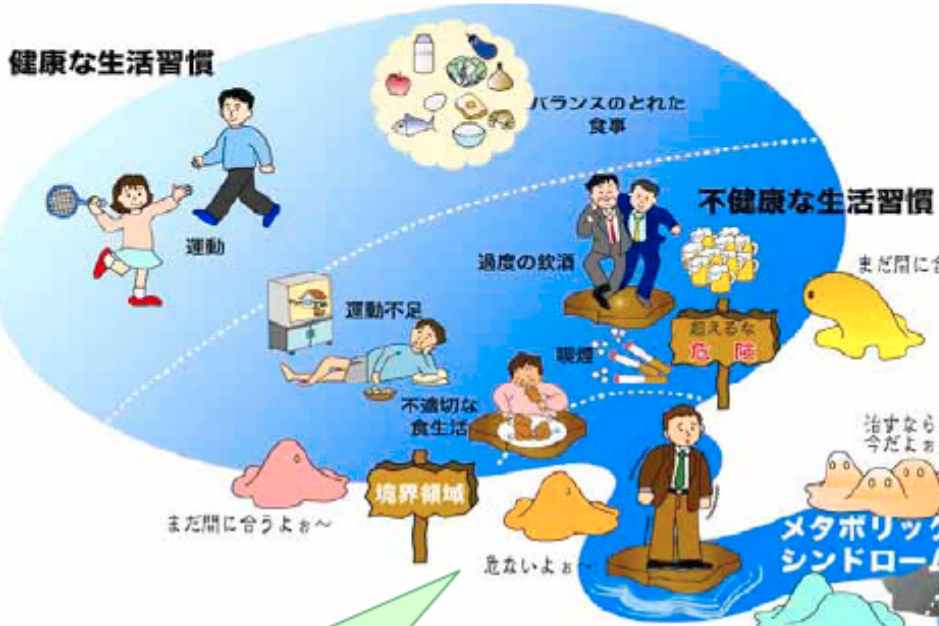 健康な生活習慣
バランスのとれた
食事
運動
不健康な生活習慣
過度の飲酒
まだ間に合
運動不足
超えるな
危険
喫煙
不適切な
食生活
治すなら
今だよぉ
境界領域
まだ間に合うよぉ〜
危ないよぉ〜
メタボリック
シンドローム